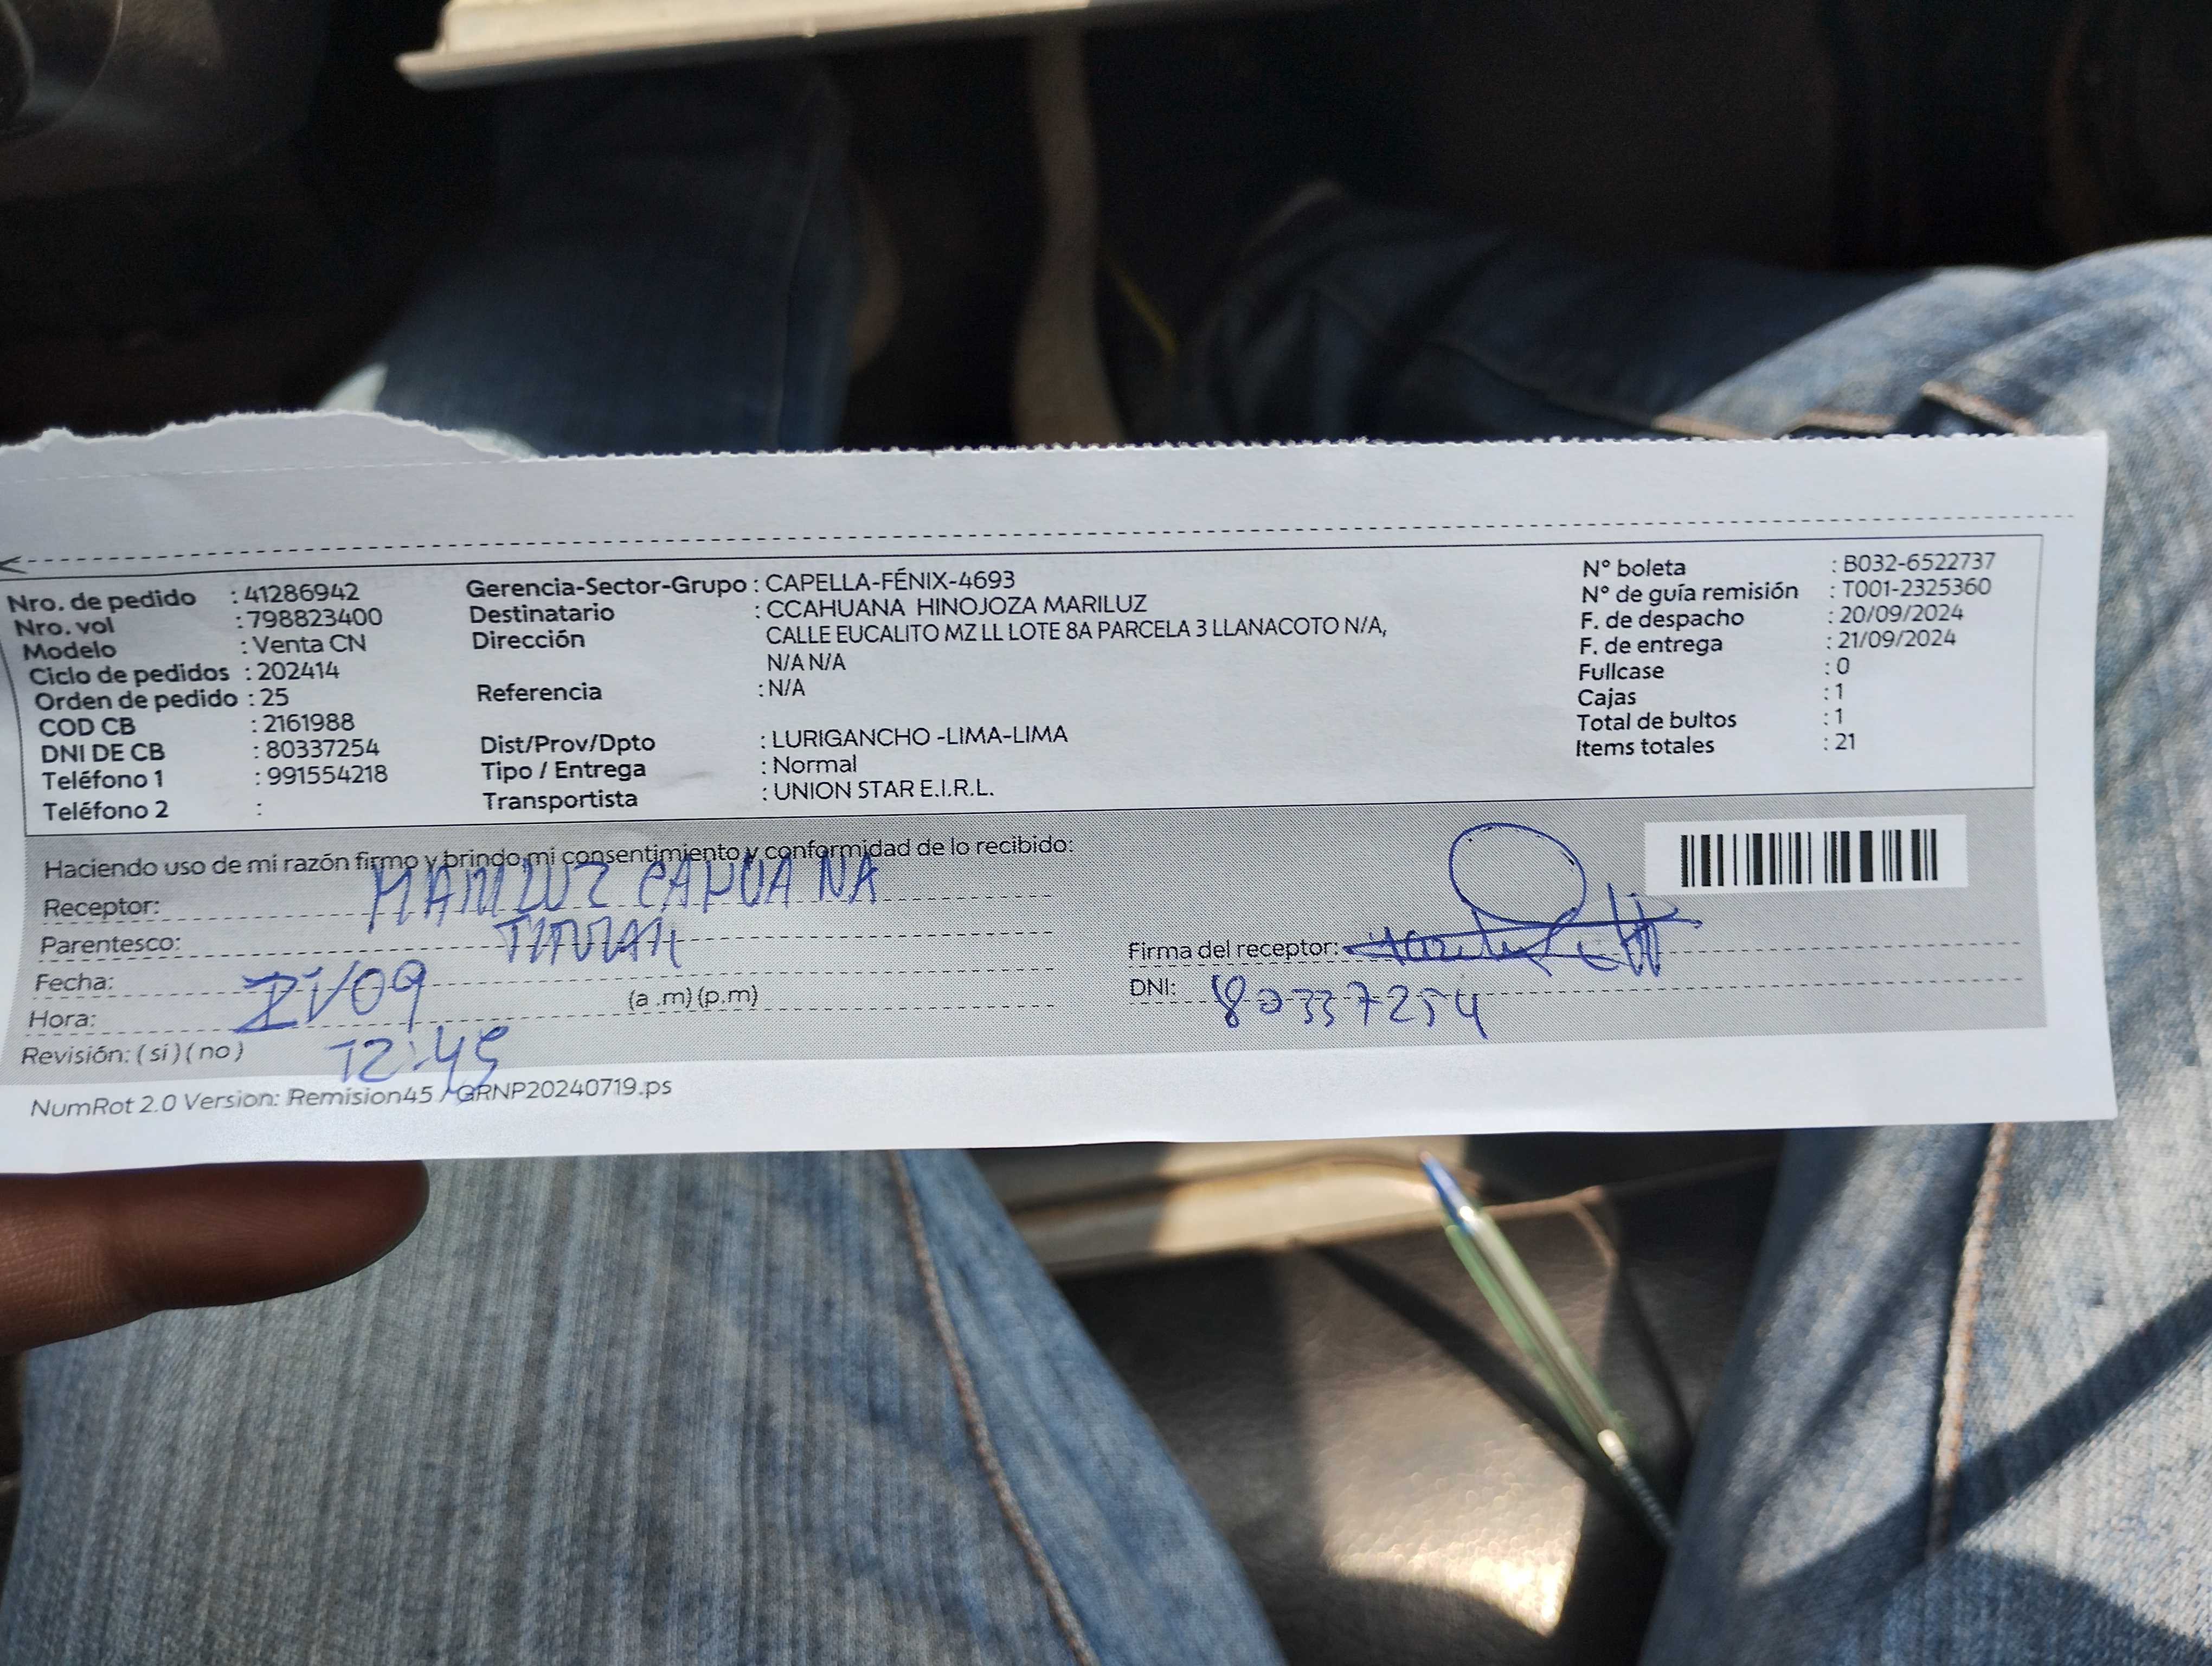 Nro. de pedido : 41286942
Nro. vol : 798823400
Modelo : Venta CN
Ciclo de pedidos : 202414
Orden de pedido : 25
COD CB : 2161988
DNI DE CB : 80337254
Teléfono 1 : 991554218
Teléfono 2 :
Gerencia-Sector-Grupo : CAPELLA-FÉNIX-4693
Destinatario : CCAHUANA HINOJOZA MARILUZ
Dirección CALLE EUCALITO MZ LL LOTE 8A PARCELA 3 LLANACOTO N/A,
N/A N/A
Referencia : N/A
Dist/Prov/Dpto : LURIGANCHO -LIMA-LIMA
Tipo / Entrega : Normal
Transportista : UNION STAR E.I.R.L.
N° boleta : B032-6522737
N° de guía remisión : T001-2325360
F. de despacho : 20/09/2024
F. de entrega : 21/09/2024
Fullcase : 0
Cajas : 1
Total de bultos : 1
Items totales : 21
Haciendo uso de mi razón firmo y brindo mi consentimiento y conformidad de lo recibido:
Receptor: MARILUZ CAHUANA
Parentesco: TITULAR
Fecha: 21/09
Hora: 12:45 (a .m) (p.m)
Revisión: ( si ) ( no )
Firma del receptor:
DNI: 80337254
NumRot 2.0 Version: Remision45 / GRNP20240719.ps